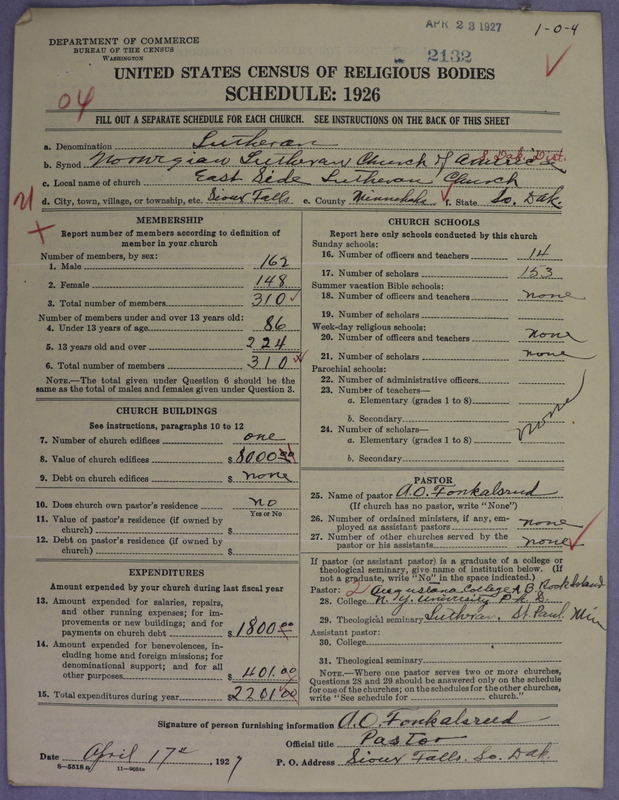 APR 23 1927
1-0-4
DEPARTMENT OF COMMERCE
BUREAU OF THE CENSUS
WASHINGTON
2132
UNITED STATES CENSUS OF RELIGIOUS BODIES
SCHEDULE: 1926
04
FILL OUT A SEPARATE SCHEDULE FOR EACH CHURCH. SEE INSTRUCTIONS ON THE BACK OF THIS SHEET
a. Denomination Lutheran
b. Synod Norwegian Lutheran Church of America S. Dak. Dist.
c. Local name of church East Side Lutheran Church
d. City, town, village, or township, etc. Sioux Falls e. County Minnehaha f. State So. Dak.
MEMBERSHIP
Report number of members according to definition of
member in your church
Number of members, by sex:
1. Male 162
2. Female 148
3. Total number of members 310
Number of members under and over 13 years old:
4. Under 13 years of age 86
5. 13 years old and over 224
6. Total number of members 310
NOTE.—The total given under Question 6 should be the
same as the total of males and females given under Question 3.
CHURCH BUILDINGS
See instructions, paragraphs 10 to 12
7. Number of church edifices one
8. Value of church edifices $ 8000.00
9. Debt on church edifices $ none
10. Does church own pastor's residence? no
Yes or No
11. Value of pastor's residence (if owned by
church) $
12. Debt on pastor's residence (if owned by
church) $
EXPENDITURES
Amount expended by your church during last fiscal year
13. Amount expended for salaries, repairs,
and other running expenses; for im-
provements or new buildings; and for
payments on church debt $ 1800.00
14. Amount expended for benevolences, in-
cluding home and foreign missions; for
denominational support; and for all
other purposes $ 401.00
15. Total expenditures during year $ 2201.00
CHURCH SCHOOLS
Report here only schools conducted by this church
Sunday schools:
16. Number of officers and teachers 14
17. Number of scholars 153
Summer vacation Bible schools:
18. Number of officers and teachers none
19. Number of scholars
Week-day religious schools:
20. Number of officers and teachers none
21. Number of scholars none
Parochial schools:
22. Number of administrative officers
23. Number of teachers—
a. Elementary (grades 1 to 8)
b. Secondary
24. Number of scholars—
a. Elementary (grades 1 to 8) none
b. Secondary
PASTOR
25. Name of pastor A. O. Fonkalsrud
(If church has no pastor, write "None")
26. Number of ordained ministers, if any, em-
ployed as assistant pastors none
27. Number of other churches served by the
pastor or his assistants none
If pastor (or assistant pastor) is a graduate of a college or
theological seminary, give name of institution below. (If
not a graduate, write "No" in the space indicated.)
Pastor: 2 Augustana College A B Rock Island
28. College N. Y. University Ph. D.
29. Theological seminary Lutheran, St. Paul Min
Assistant pastor:
30. College
31. Theological seminary
NOTE.—Where one pastor serves two or more churches,
Questions 28 and 29 should be answered only on the schedule
for one of the churches; on the schedules for the other churches,
write "See schedule for church."
Signature of person furnishing information A. O. Fonkalsrud
Official title Pastor
Date April 17th, 1927 P. O. Address Sioux Falls. So. Dak.